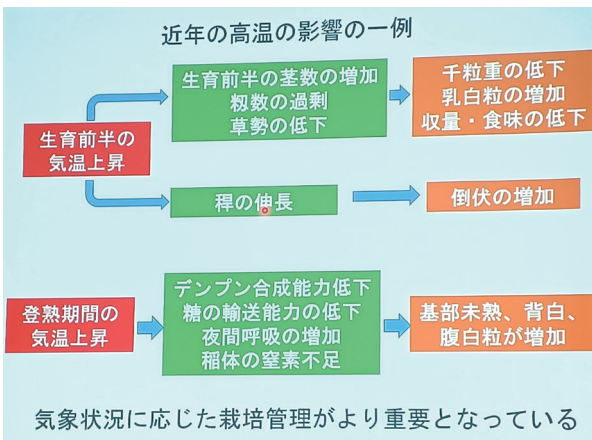 近年の高温の影響の一例
生育前半の
気温上昇
生育前半の茎数の増加
籾数の過剰
草勢の低下
千粒重の低下
乳白粒の増加
収量・食味の低下
稈の伸長
倒伏の増加
登熟期間の
気温上昇
デンプン合成能力低下
糖の輸送能力の低下
夜間呼吸の増加
稲体の窒素不足
基部未熟、背白、
腹白粒が増加
気象状況に応じた栽培管理がより重要となっている